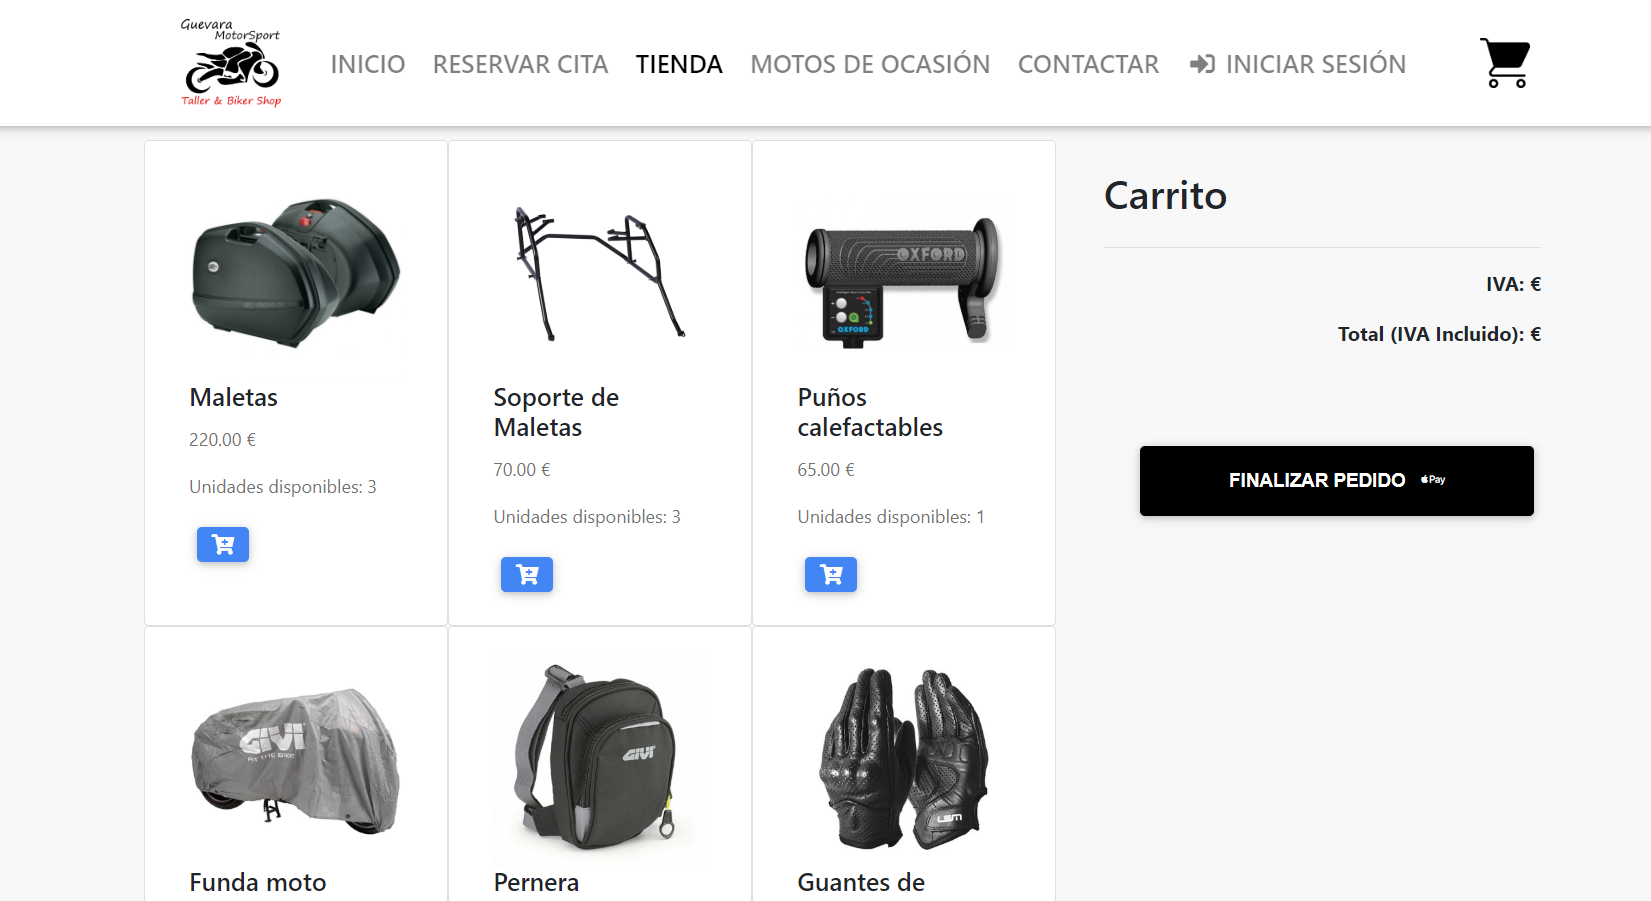 Guevara
MotorSport
Taller & Biker Shop
INICIO
RESERVAR CITA
TIENDA
MOTOS DE OCASIÓN
CONTACTAR
INICIAR SESIÓN
Maletas
220.00 €
Unidades disponibles: 3
Soporte de
Maletas
70.00 €
Unidades disponibles: 3
OXFORD
OXFORD
Puños
calefactables
65.00 €
Unidades disponibles: 1
Carrito
IVA: €
Total (IVA Incluido): €
FINALIZAR PEDIDO Pay
GIVI
Funda moto
GIVI
Pernera
LEM
Guantes de